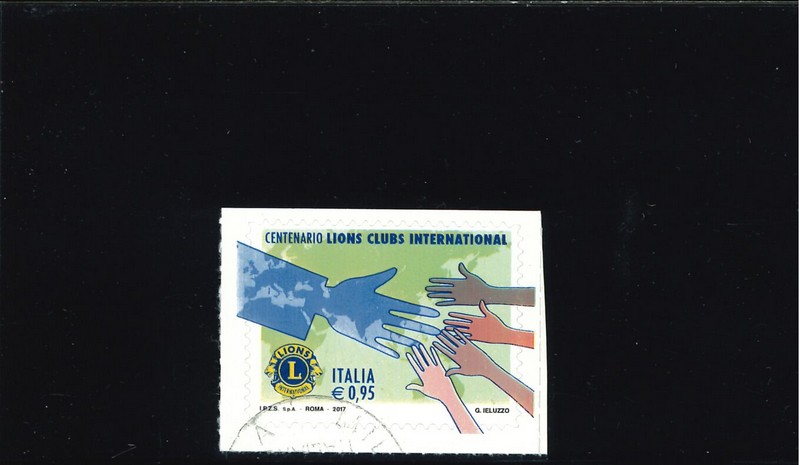 CENTENARIO LIONS CLUBS INTERNATIONAL
LIONS
L
INTERNATIONAL
ITALIA
€ 0,95
I.P.Z.S. S.p.A. - ROMA - 2017
G. IELUZZO